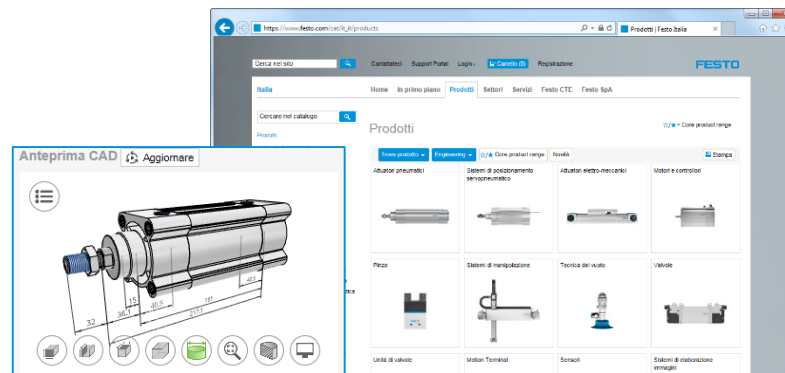 https://www.festo.com/cat/it_it/products
Prodotti | Festo Italia
Cerca nel sito
Contattateci Support Portal Login Carrello (0) Registrazione
FESTO
Italia
Home In primo piano Prodotti Settori Servizi Festo CTE Festo SpA
Cercare nel catalogo
Prodotti
Prodotti
= Core product range
Trova prodotto Engineering Core product range Novità Stampa
Attuatori pneumatici
Sistemi di posizionamento
servopneumatico
Attuatori elettro-meccanici
Motori e controllori
Pinze
Sistemi di manipolazione
Tecnica del vuoto
Valvole
Unità di valvole
Motion Terminal
Sensori
Sistemi di elaborazione
immagini
Anteprima CAD Aggiornare
15
40,5
40,5
181
36,1
217,1
32